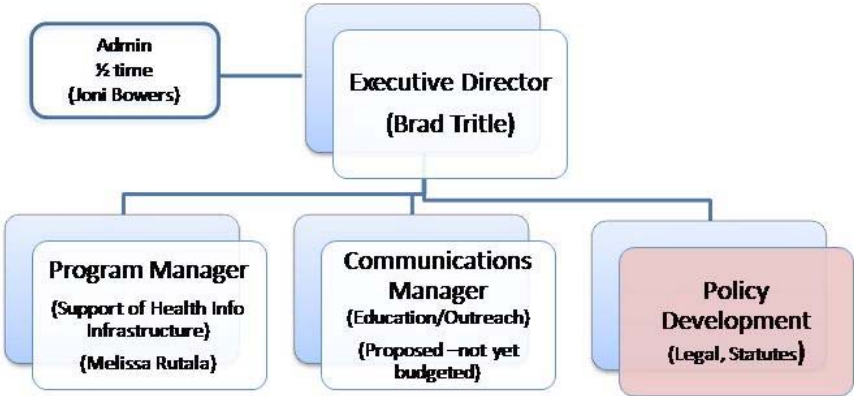 Admin
½ time
(Joni Bowers)
Executive Director
(Brad Tritle)
Program Manager
(Support of Health Info
Infrastructure)
(Melissa Rutala)
Communications
Manager
(Education/Outreach)
(Proposed –not yet
budgeted)
Policy
Development
(Legal, Statutes)